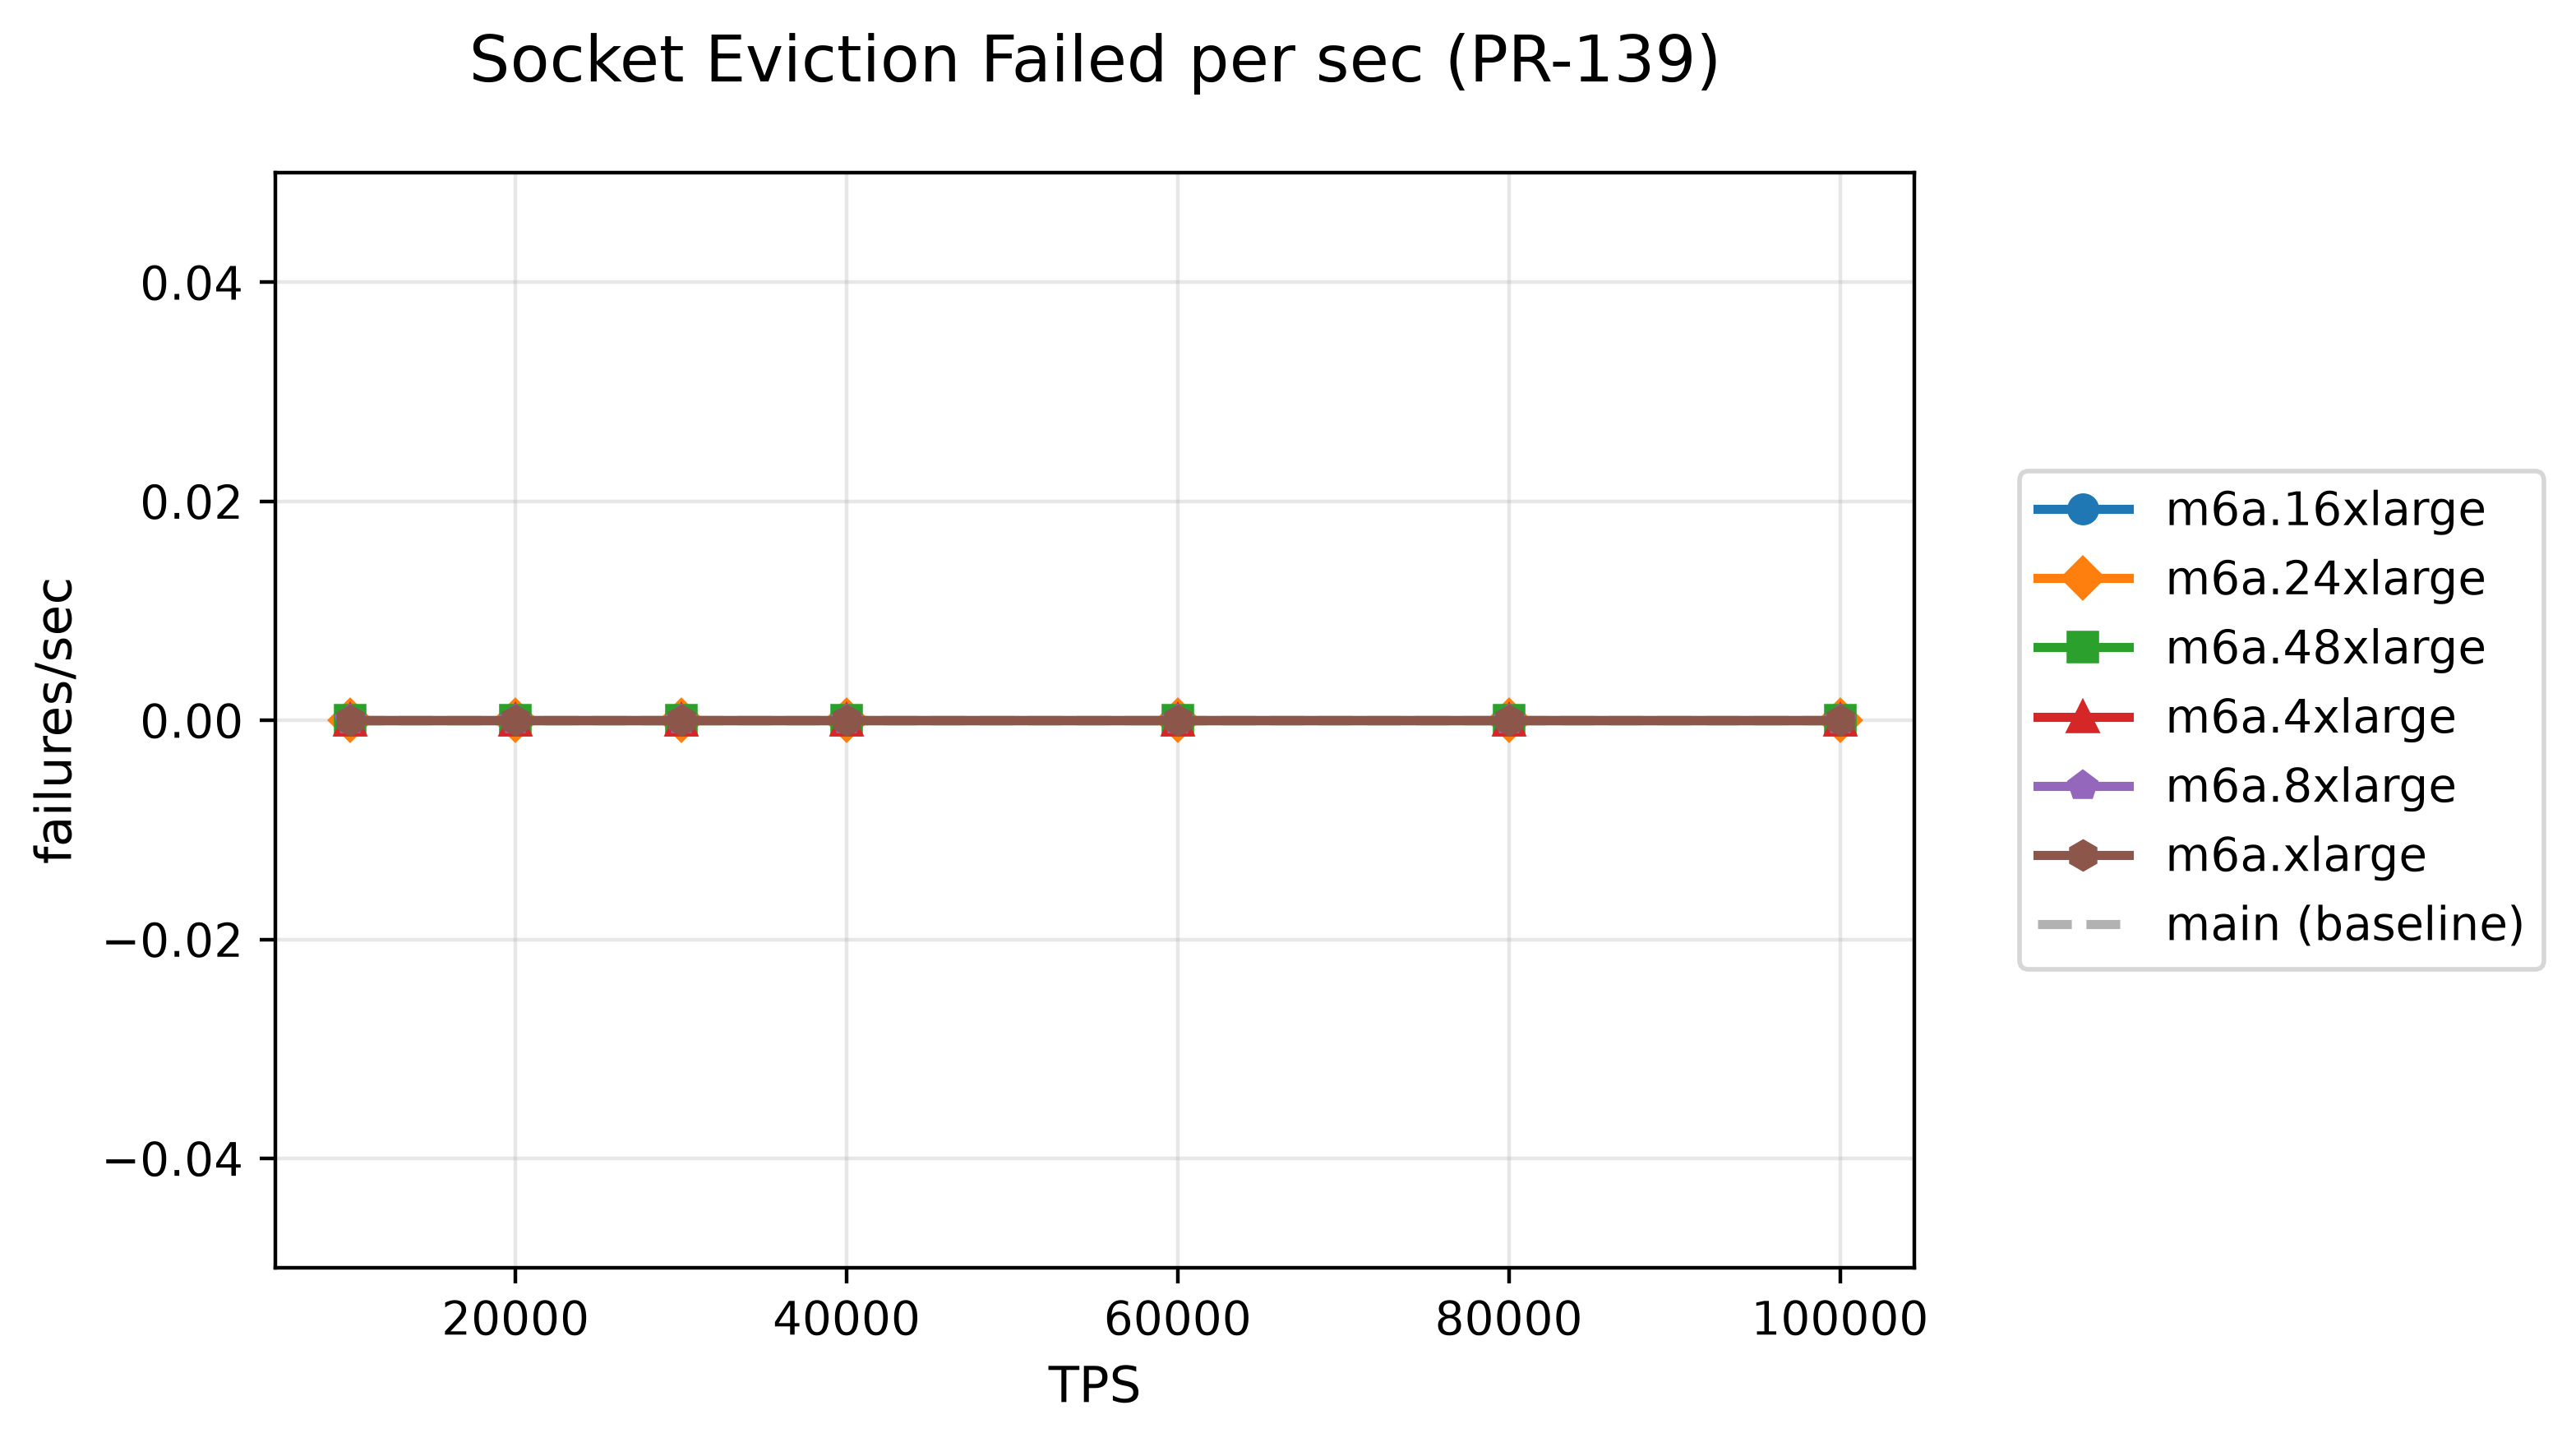 Socket Eviction Failed per sec (PR-139)
0.04
0.02
0.00
−0.02
−0.04
failures/sec
20000 40000 60000 80000 100000
TPS
m6a.16xlarge
m6a.24xlarge
m6a.48xlarge
m6a.4xlarge
m6a.8xlarge
m6a.xlarge
main (baseline)